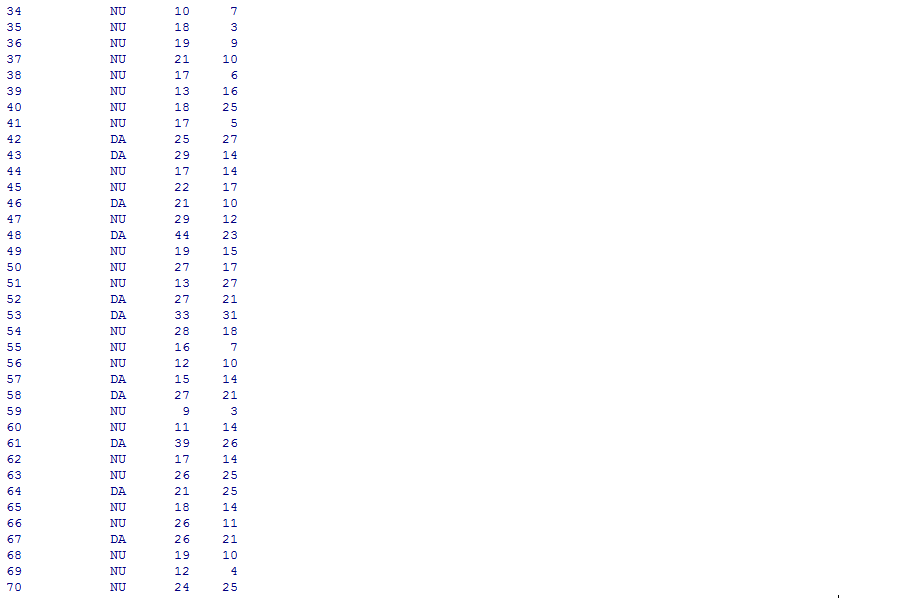 34 NU 10 7
35 NU 18 3
36 NU 19 9
37 NU 21 10
38 NU 17 6
39 NU 13 16
40 NU 18 25
41 NU 17 5
42 DA 25 27
43 DA 29 14
44 NU 17 14
45 NU 22 17
46 DA 21 10
47 NU 29 12
48 DA 44 23
49 NU 19 15
50 NU 27 17
51 NU 13 27
52 DA 27 21
53 DA 33 31
54 NU 28 18
55 NU 16 7
56 NU 12 10
57 DA 15 14
58 DA 27 21
59 NU 9 3
60 NU 11 14
61 DA 39 26
62 NU 17 14
63 NU 26 25
64 DA 21 25
65 NU 18 14
66 NU 26 11
67 DA 26 21
68 NU 19 10
69 NU 12 4
70 NU 24 25